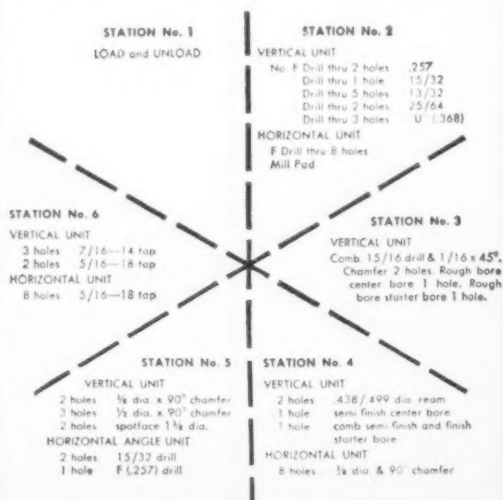 STATION No. 1
LOAD and UNLOAD
STATION No. 2
VERTICAL UNIT
No. F Drill thru 2 holes .257
Drill thru 1 hole 15/32
Drill thru 5 holes 13/32
Drill thru 2 holes 25/64
Drill thru 3 holes U (.368)
HORIZONTAL UNIT
F Drill thru 8 holes
Mill Pad
STATION No. 3
VERTICAL UNIT
Comb. 15/16 drill & 1/16 x 45°,
Chamfer 2 holes. Rough bore
center bore 1 hole. Rough
bore starter bore 1 hole.
STATION No. 4
VERTICAL UNIT
2 holes .438/.499 dia. ream
1 hole semi finish center bore
1 hole comb semi finish and finish
starter bore
HORIZONTAL UNIT
8 holes ⅜ dia. & 90 chamfer
STATION No. 5
VERTICAL UNIT
2 holes ⅜ dia. x 90° chamfer
3 holes ½ dia. x 90° chamfer
2 holes spotface 1⅜ dia.
HORIZONTAL ANGLE UNIT
2 holes 15/32 drill
1 hole F (.257) drill
STATION No. 6
VERTICAL UNIT
3 holes 7/16—14 tap
2 holes 5/16—18 tap
HORIZONTAL UNIT
8 holes 5/16—18 tap